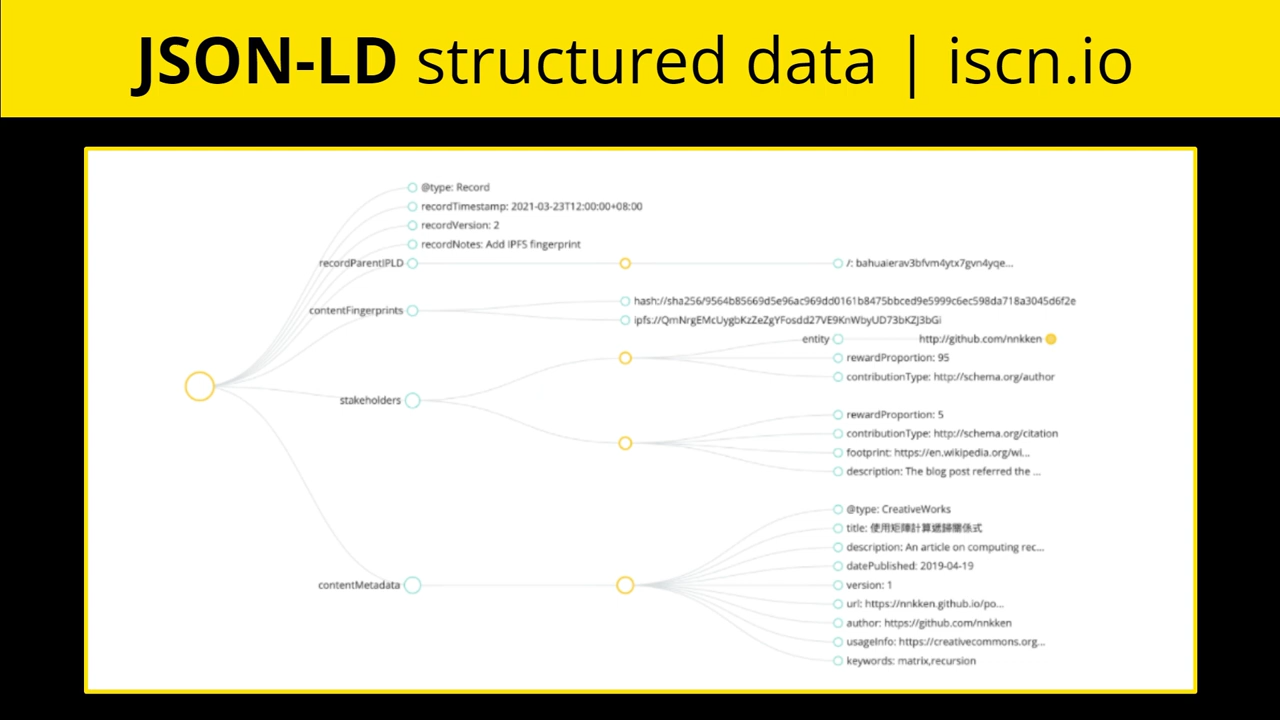 JSON-LD structured data | iscn.io
@type: Record
recordTimestamp: 2021-03-23T12:00:00+08:00
recordVersion: 2
recordNotes: Add IPFS fingerprint
recordParentIPLD
/: bahuaierav3bfvm4ytx7gvn4yqe...
contentFingerprints
hash://sha256/9564b85669d5e96ac969dd0161b8475bbced9e5999c6ec598da718a3045d6f2e
ipfs://QmNrgEMcUygbKzZeZgYFosdd27VE9KnWbyUD73bKZJ3bGi
entity
http://github.com/nnkken
rewardProportion: 95
contributionType: http://schema.org/author
stakeholders
rewardProportion: 5
contributionType: http://schema.org/citation
footprint: https://en.wikipedia.org/wi...
description: The blog post referred the ...
@type: CreativeWorks
title: 使用矩陣計算遞歸關係式
description: An article on computing rec...
datePublished: 2019-04-19
contentMetadata
version: 1
url: https://nnkken.github.io/po...
author: https://github.com/nnkken
usageInfo: https://creativecommons.org...
keywords: matrix,recursion